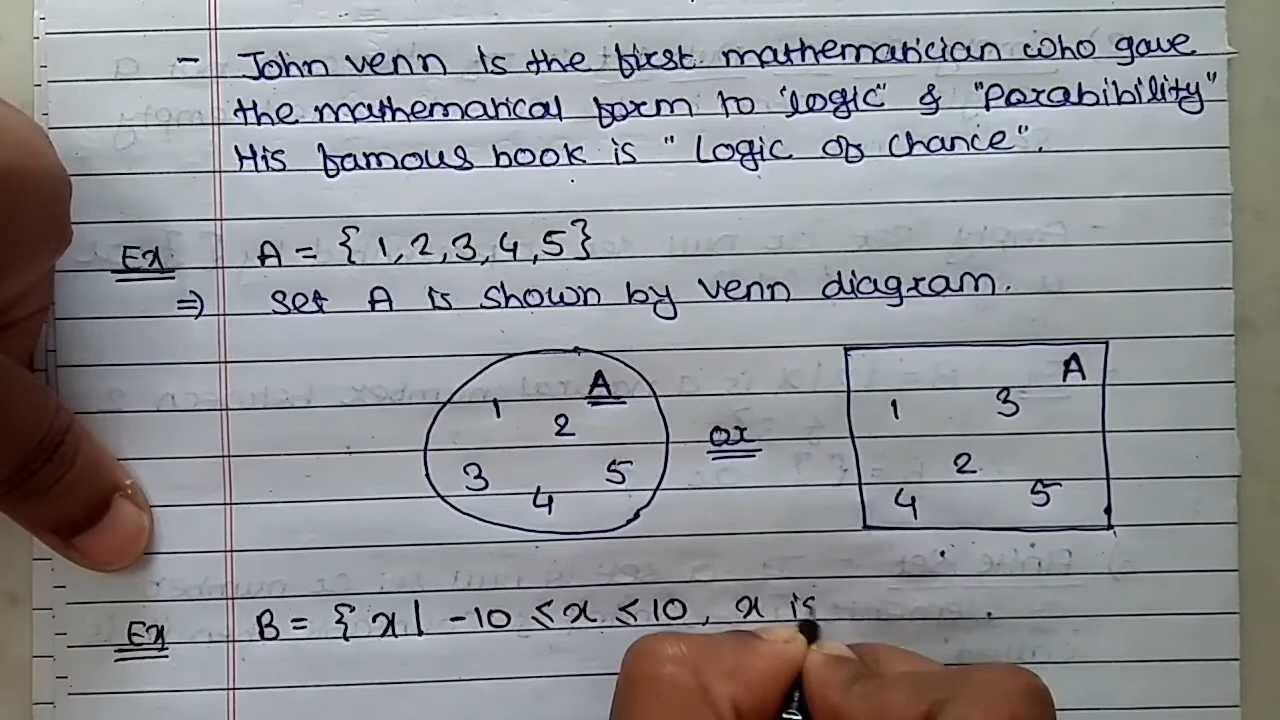 - John venn is the first mathematician who gave
the mathematical form to "logic" & "Parabibility"
His famous book is "Logic of chance".
Ex A = { 1, 2, 3, 4, 5}
⇒ set A is shown by venn diagram.
A
1
2
3
5
4
or
A
1
3
2
4
5
Ex B = { x | -10 ≤ x ≤ 10, x is